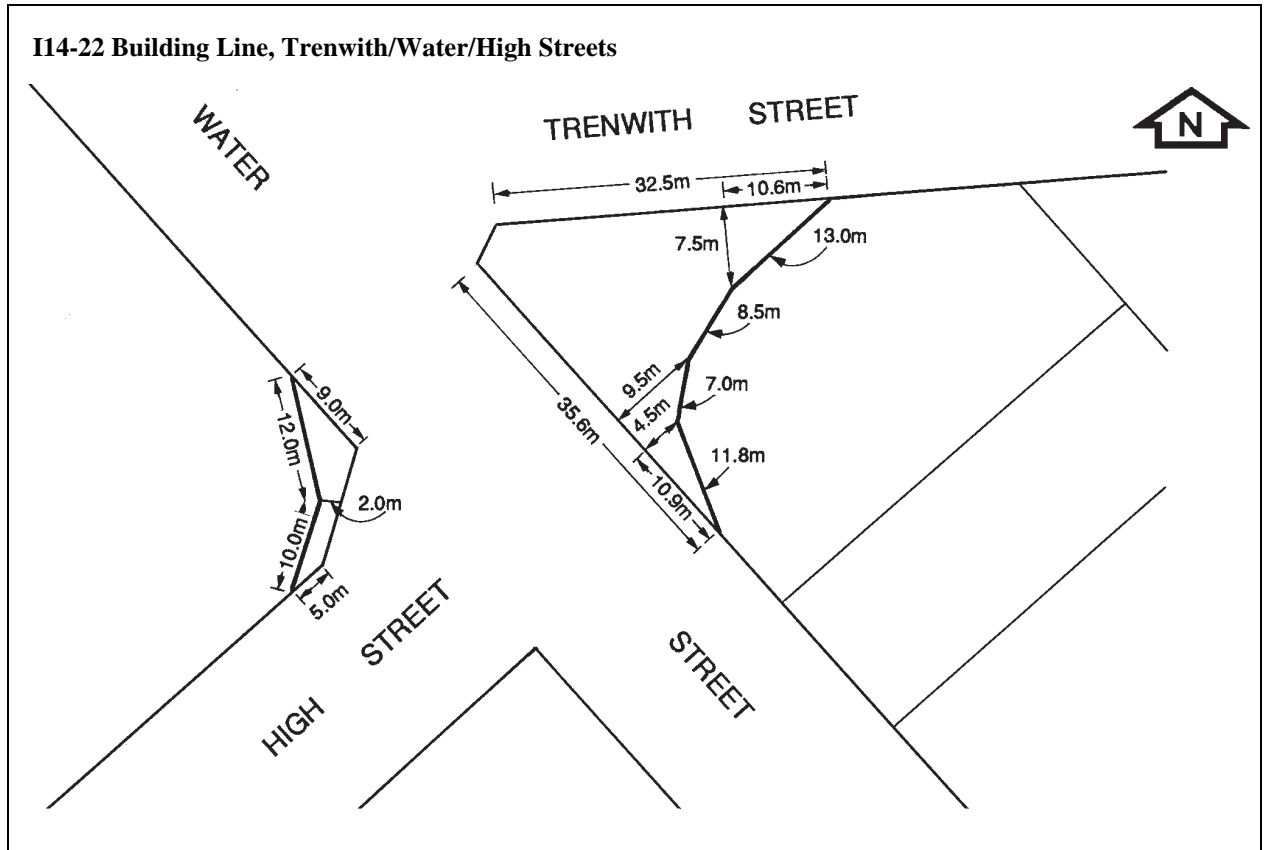 I14-22 Building Line, Trenwith/Water/High Streets
WATER
TRENWITH STREET
N
32.5m
10.6m
7.5m
13.0m
8.5m
9.5m
7.0m
4.5m
35.6m
11.8m
10.9m
9.0m
12.0m
2.0m
10.0m
5.0m
HIGH STREET
STREET